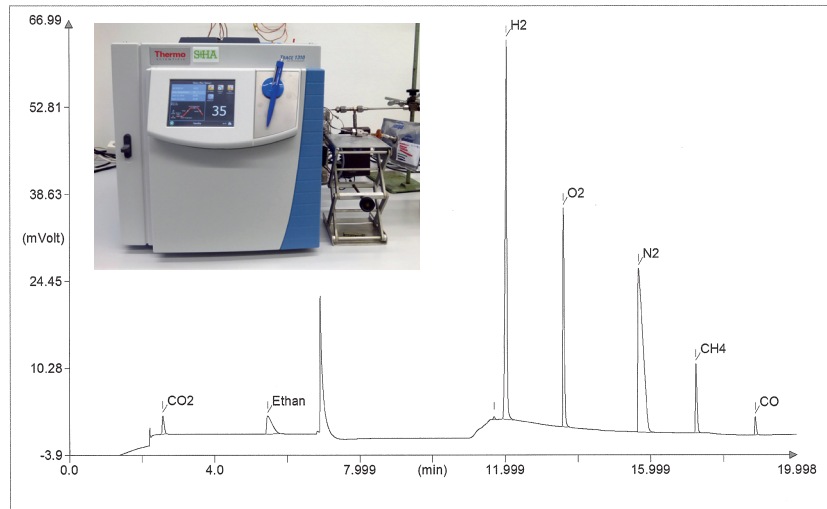 66.99
52.81
38.63
(mVolt)
24.45
10.28
-3.9
0.0
4.0
7.999
(min)
11.999
15.999
19.998
CO2
Ethan
H2
O2
N2
CH4
CO
Thermo
S HA
35